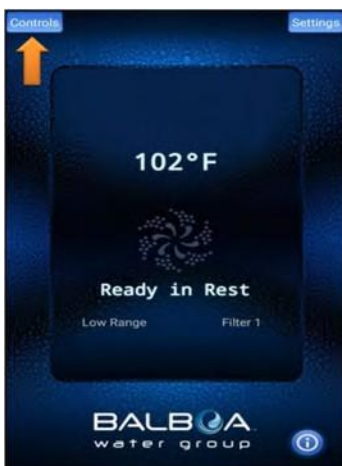 Controls Settings
102°F
Ready in Rest
Low Range Filter 1
BALBOA
water group